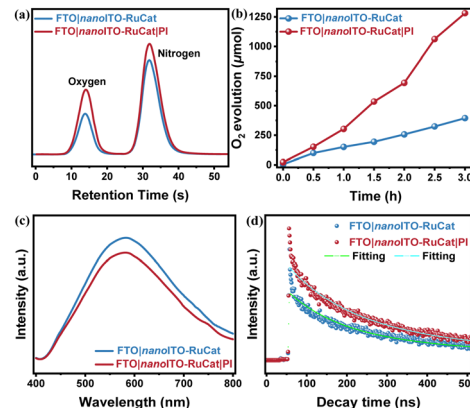 (a)
FTO|nanoITO-RuCat
FTO|nanoITO-RuCat|PI
Nitrogen
Oxygen
0 10 20 30 40 50
Retention Time (s)
(b)
FTO|nanoITO-RuCat
FTO|nanoITO-RuCat|PI
1250
1000
750
500
250
0
O2 evolution (μmol)
0.0 0.5 1.0 1.5 2.0 2.5 3.0
Time (h)
(c)
Intensity (a.u.)
FTO|nanoITO-RuCat
FTO|nanoITO-RuCat|PI
400 500 600 700 800
Wavelength (nm)
(d)
FTO|nanoITO-RuCat
FTO|nanoITO-RuCat|PI
Fitting Fitting
Intensity (a.u.)
0 100 200 300 400 500
Decay time (ns)